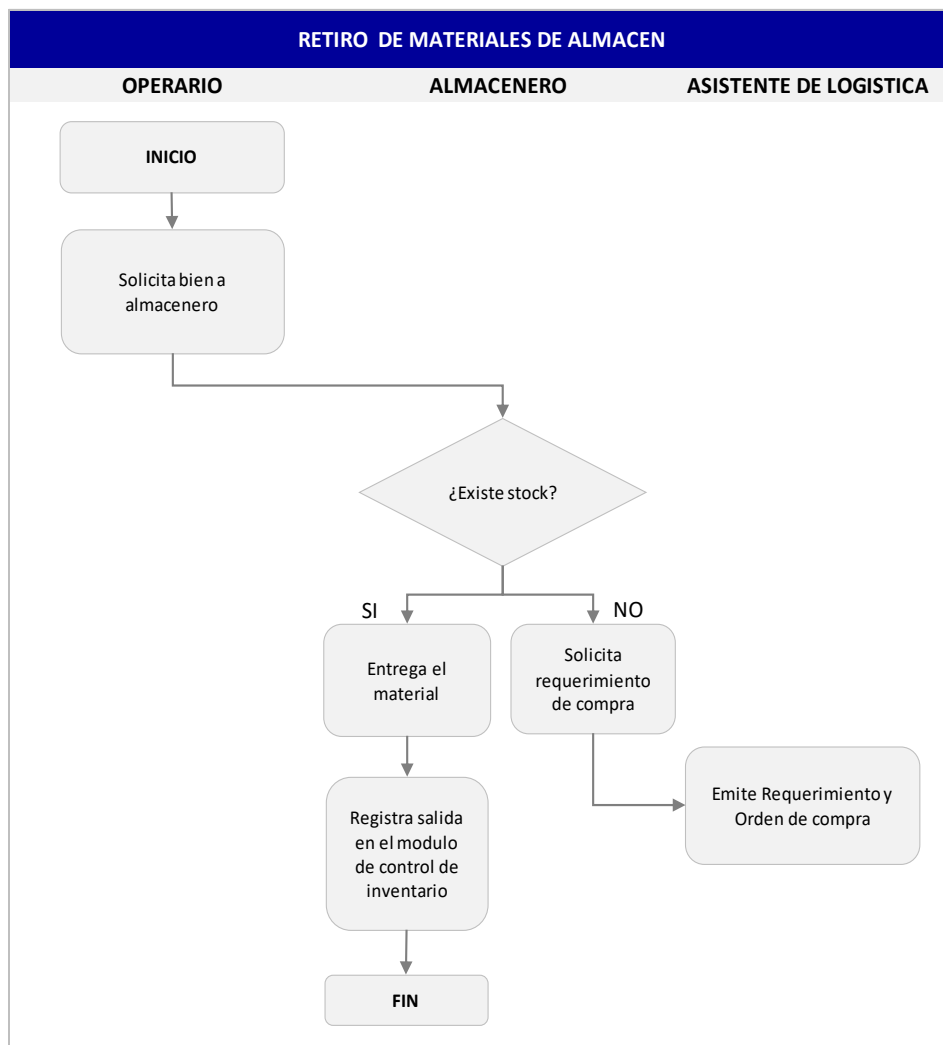 RETIRO DE MATERIALES DE ALMACEN
OPERARIO
ALMACENERO
ASISTENTE DE LOGISTICA
INICIO
Solicita bien a
almacenero
¿Existe stock?
SI
NO
Entrega el
material
Solicita
requerimiento
de compra
Registra salida
en el modulo
de control de
inventario
Emite Requerimiento y
Orden de compra
FIN